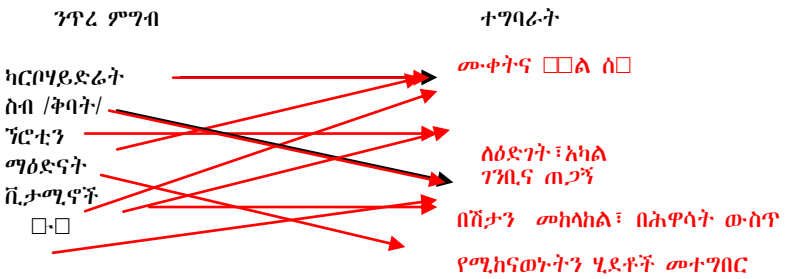 ንጥረ ምግብ
ተግባራት
ካርቦሃይድሬት
ስብ /ቅባት/
ኘሮቲን
ማዕድናት
ቪታሚኖች
ሙቀትና
ለዕድገት፣አካል
ገንቢና ጠጋኝ
በሽታን መከላከል፣ በሕዋሳት ውስጥ
የሚከናወኑትን ሂደቶች መተግበር